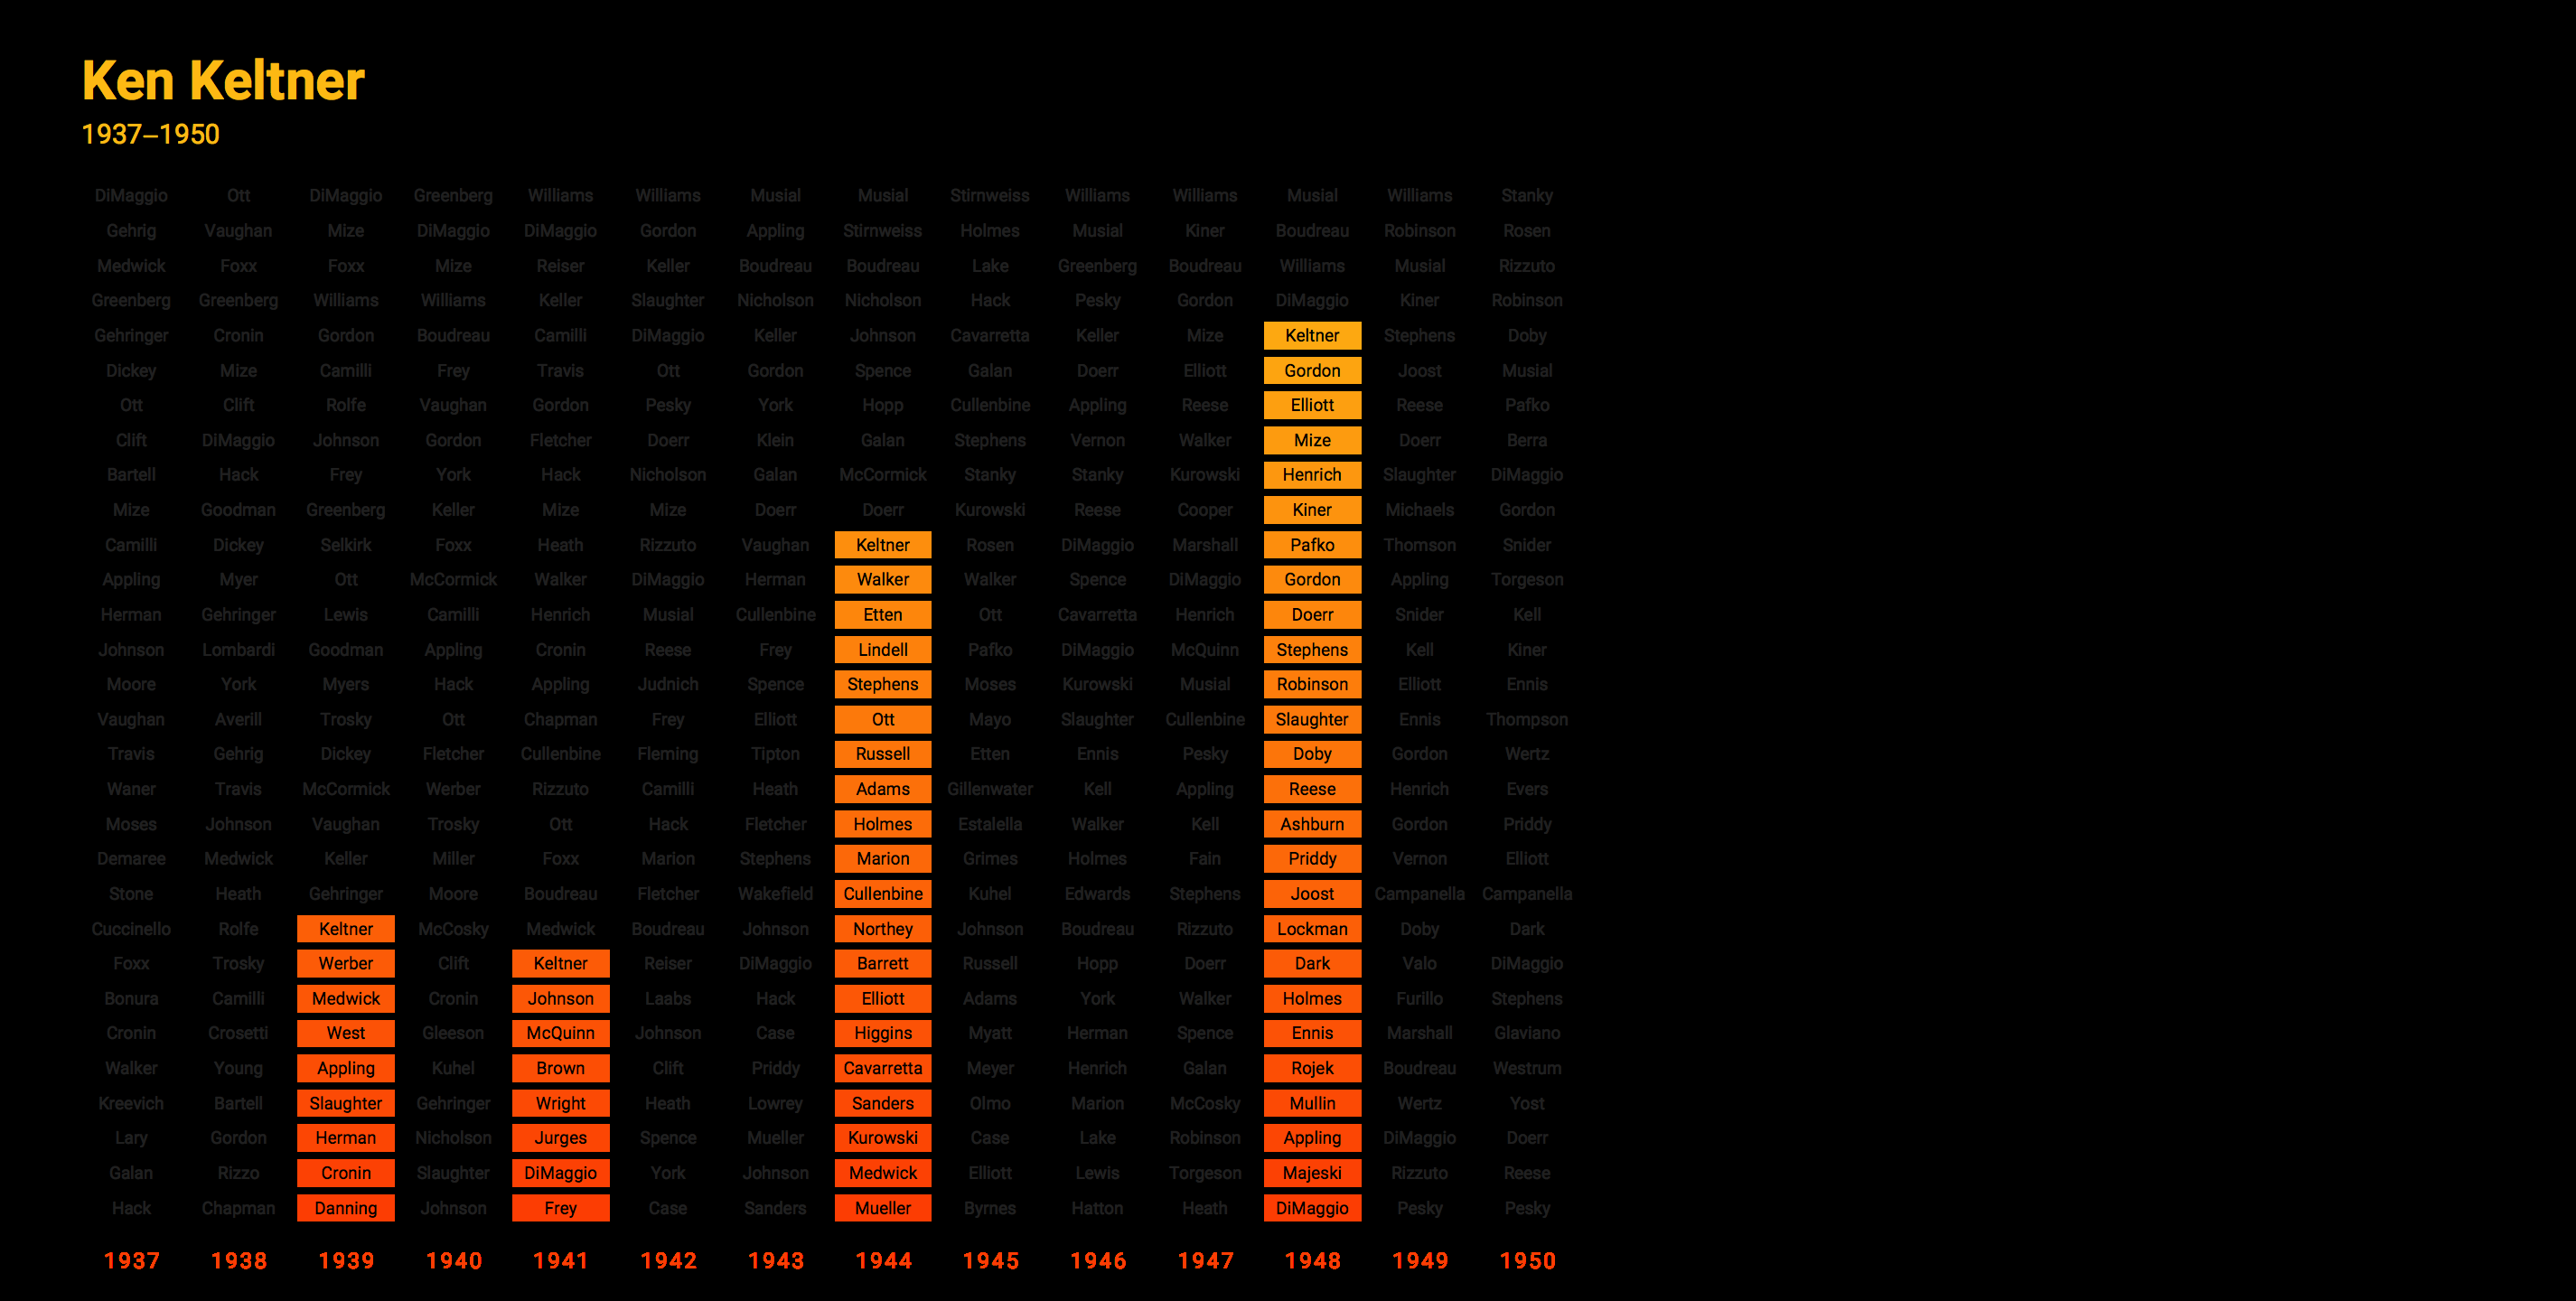 Ken Keltner
1937–1950
DiMaggio Ott DiMaggio Greenberg Williams Williams Musial Musial Stirnweiss Williams Williams Musial Williams Stanky
Gehrig Vaughan Mize DiMaggio DiMaggio Gordon Appling Stirnweiss Holmes Musial Kiner Boudreau Robinson Rosen
Medwick Foxx Foxx Mize Reiser Keller Boudreau Boudreau Lake Greenberg Boudreau Williams Musial Rizzuto
Greenberg Greenberg Williams Williams Keller Slaughter Nicholson Nicholson Hack Pesky Gordon DiMaggio Kiner Robinson
Gehringer Cronin Gordon Boudreau Camilli DiMaggio Keller Johnson Cavarretta Keller Mize Keltner Stephens Doby
Dickey Mize Camilli Frey Travis Ott Gordon Spence Galan Doerr Elliott Gordon Joost Musial
Ott Clift Rolfe Vaughan Gordon Pesky York Hopp Cullenbine Appling Reese Elliott Reese Pafko
Clift DiMaggio Johnson Gordon Fletcher Doerr Klein Galan Stephens Vernon Walker Mize Doerr Berra
Bartell Hack Frey York Hack Nicholson Galan McCormick Stanky Stanky Kurowski Henrich Slaughter DiMaggio
Mize Goodman Greenberg Keller Mize Mize Doerr Doerr Kurowski Reese Cooper Kiner Michaels Gordon
Camilli Dickey Selkirk Foxx Heath Rizzuto Vaughan Keltner Rosen DiMaggio Marshall Pafko Thomson Snider
Appling Myer Ott McCormick Walker DiMaggio Herman Walker Walker Spence DiMaggio Gordon Appling Torgeson
Herman Gehringer Lewis Camilli Henrich Musial Cullenbine Etten Ott Cavarretta Henrich Doerr Snider Kell
Johnson Lombardi Goodman Appling Cronin Reese Frey Lindell Pafko DiMaggio McQuinn Stephens Kell Kiner
Moore York Myers Hack Appling Judnich Spence Stephens Moses Kurowski Musial Robinson Elliott Ennis
Vaughan Averill Trosky Ott Chapman Frey Elliott Ott Mayo Slaughter Cullenbine Slaughter Ennis Thompson
Travis Gehrig Dickey Fletcher Cullenbine Fleming Tipton Russell Etten Ennis Pesky Doby Gordon Wertz
Waner Travis McCormick Werber Rizzuto Camilli Heath Adams Gillenwater Kell Appling Reese Henrich Evers
Moses Johnson Vaughan Trosky Ott Hack Fletcher Holmes Estalella Walker Kell Ashburn Gordon Priddy
Demaree Medwick Keller Miller Foxx Marion Stephens Marion Grimes Holmes Fain Priddy Vernon Elliott
Stone Heath Gehringer Moore Boudreau Fletcher Wakefield Cullenbine Kuhel Edwards Stephens Joost Campanella Campanella
Cuccinello Rolfe Keltner McCosky Medwick Boudreau Johnson Northey Johnson Boudreau Rizzuto Lockman Doby Dark
Foxx Trosky Werber Clift Keltner Reiser DiMaggio Barrett Russell Hopp Doerr Dark Valo DiMaggio
Bonura Camilli Medwick Cronin Johnson Laabs Hack Elliott Adams York Walker Holmes Furillo Stephens
Cronin Crosetti West Gleeson McQuinn Johnson Case Higgins Myatt Herman Spence Ennis Marshall Glaviano
Walker Young Appling Kuhel Brown Clift Priddy Cavarretta Meyer Henrich Galan Rojek Boudreau Westrum
Kreevich Bartell Slaughter Gehringer Wright Heath Lowrey Sanders Olmo Marion McCosky Mullin Wertz Yost
Lary Gordon Herman Nicholson Jurges Spence Mueller Kurowski Case Lake Robinson Appling DiMaggio Doerr
Galan Rizzo Cronin Slaughter DiMaggio York Johnson Medwick Elliott Lewis Torgeson Majeski Rizzuto Reese
Hack Chapman Danning Johnson Frey Case Sanders Mueller Byrnes Hatton Heath DiMaggio Pesky Pesky
1937 1938 1939 1940 1941 1942 1943 1944 1945 1946 1947 1948 1949 1950